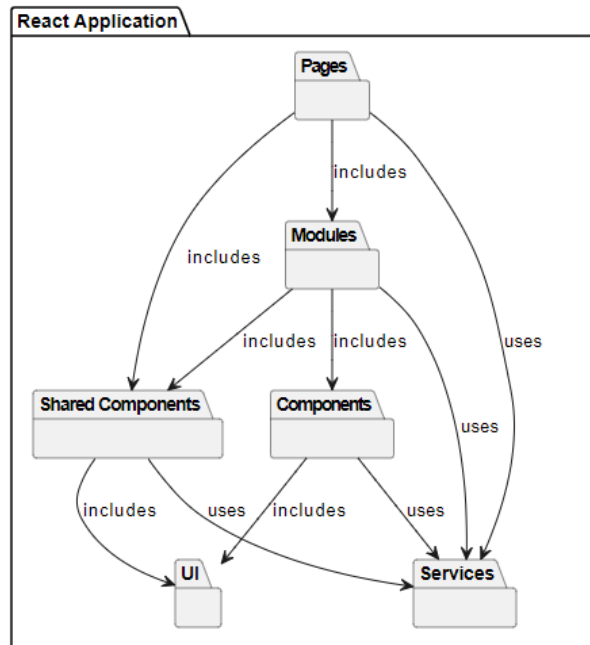 React Application
Pages
includes
Modules
includes
includes
includes
uses
Shared Components
Components
uses
includes
uses
includes
uses
UI
Services